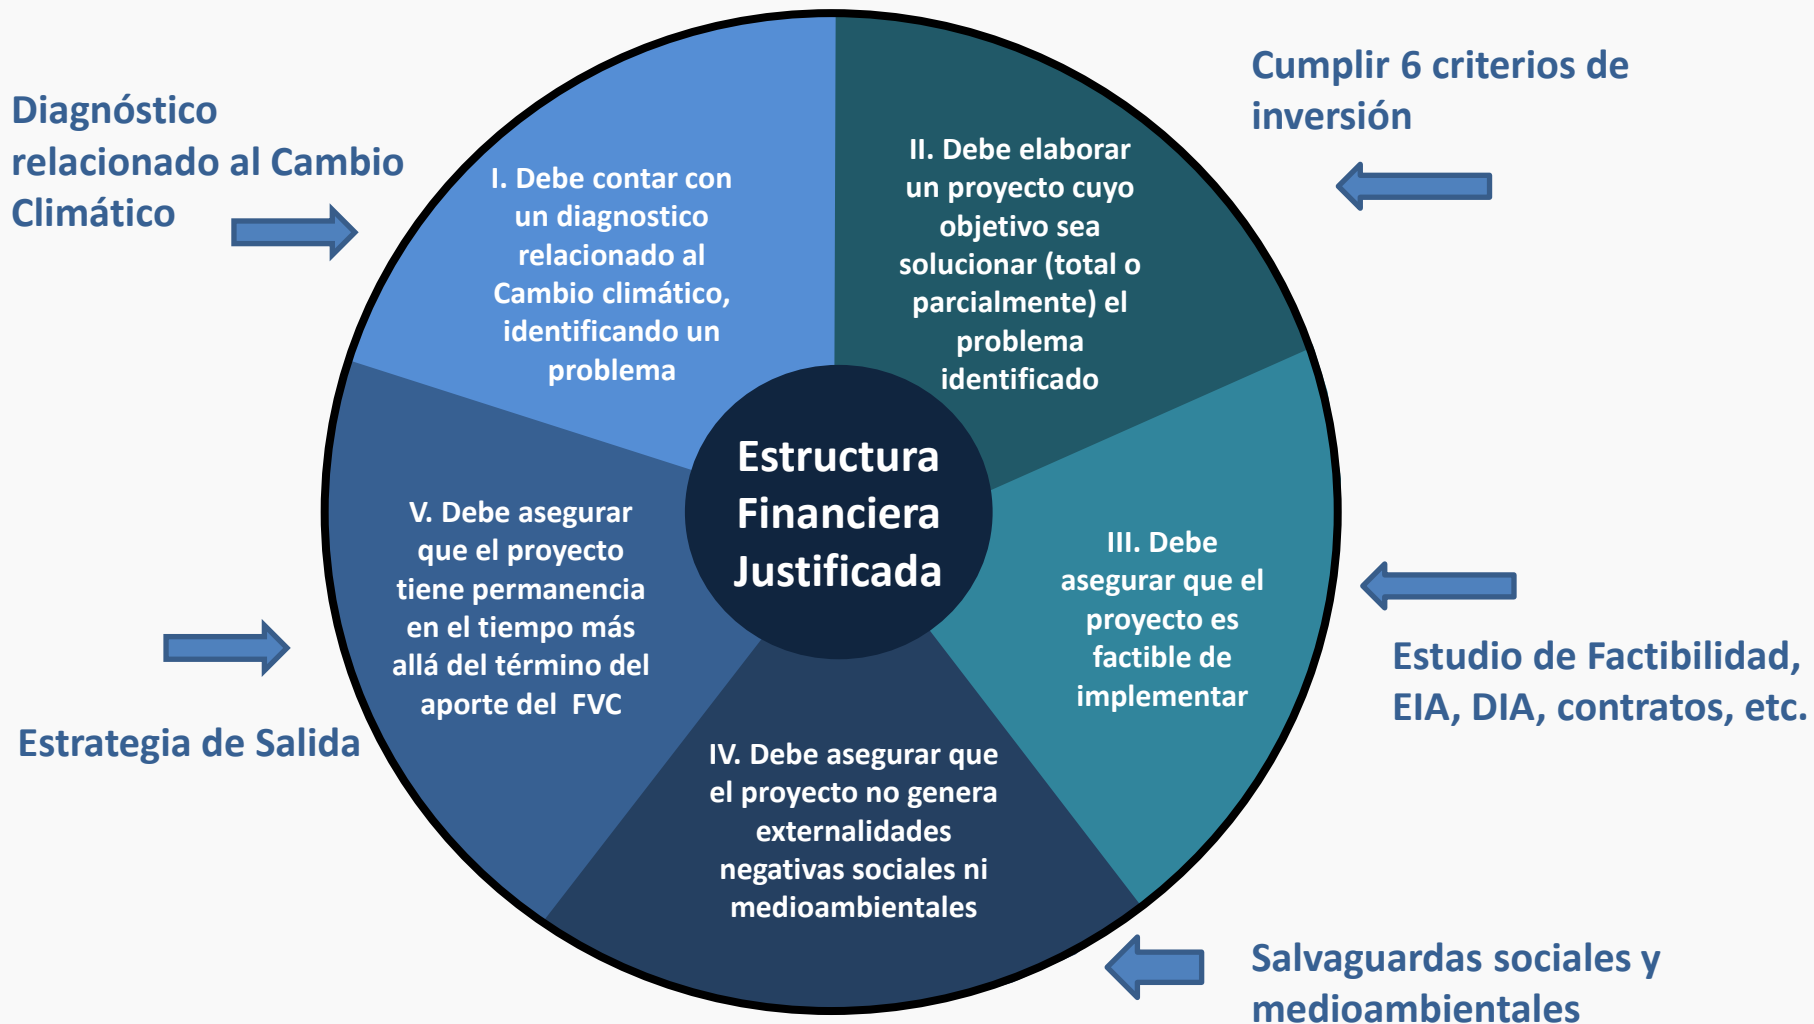 Diagnóstico
relacionado al Cambio
Climático
Cumplir 6 criterios de
inversión
I. Debe contar con
un diagnostico
relacionado al
Cambio climático,
identificando un
problema
II. Debe elaborar
un proyecto cuyo
objetivo sea
solucionar (total o
parcialmente) el
problema
identificado
Estructura
Financiera
Justificada
III. Debe
asegurar que el
proyecto es
factible de
implementar
Estudio de Factibilidad,
EIA, DIA, contratos, etc.
IV. Debe asegurar que
el proyecto no genera
externalidades
negativas sociales ni
medioambientales
Salvaguardas sociales y
medioambientales
V. Debe asegurar
que el proyecto
tiene permanencia
en el tiempo más
allá del término del
aporte del FVC
Estrategia de Salida